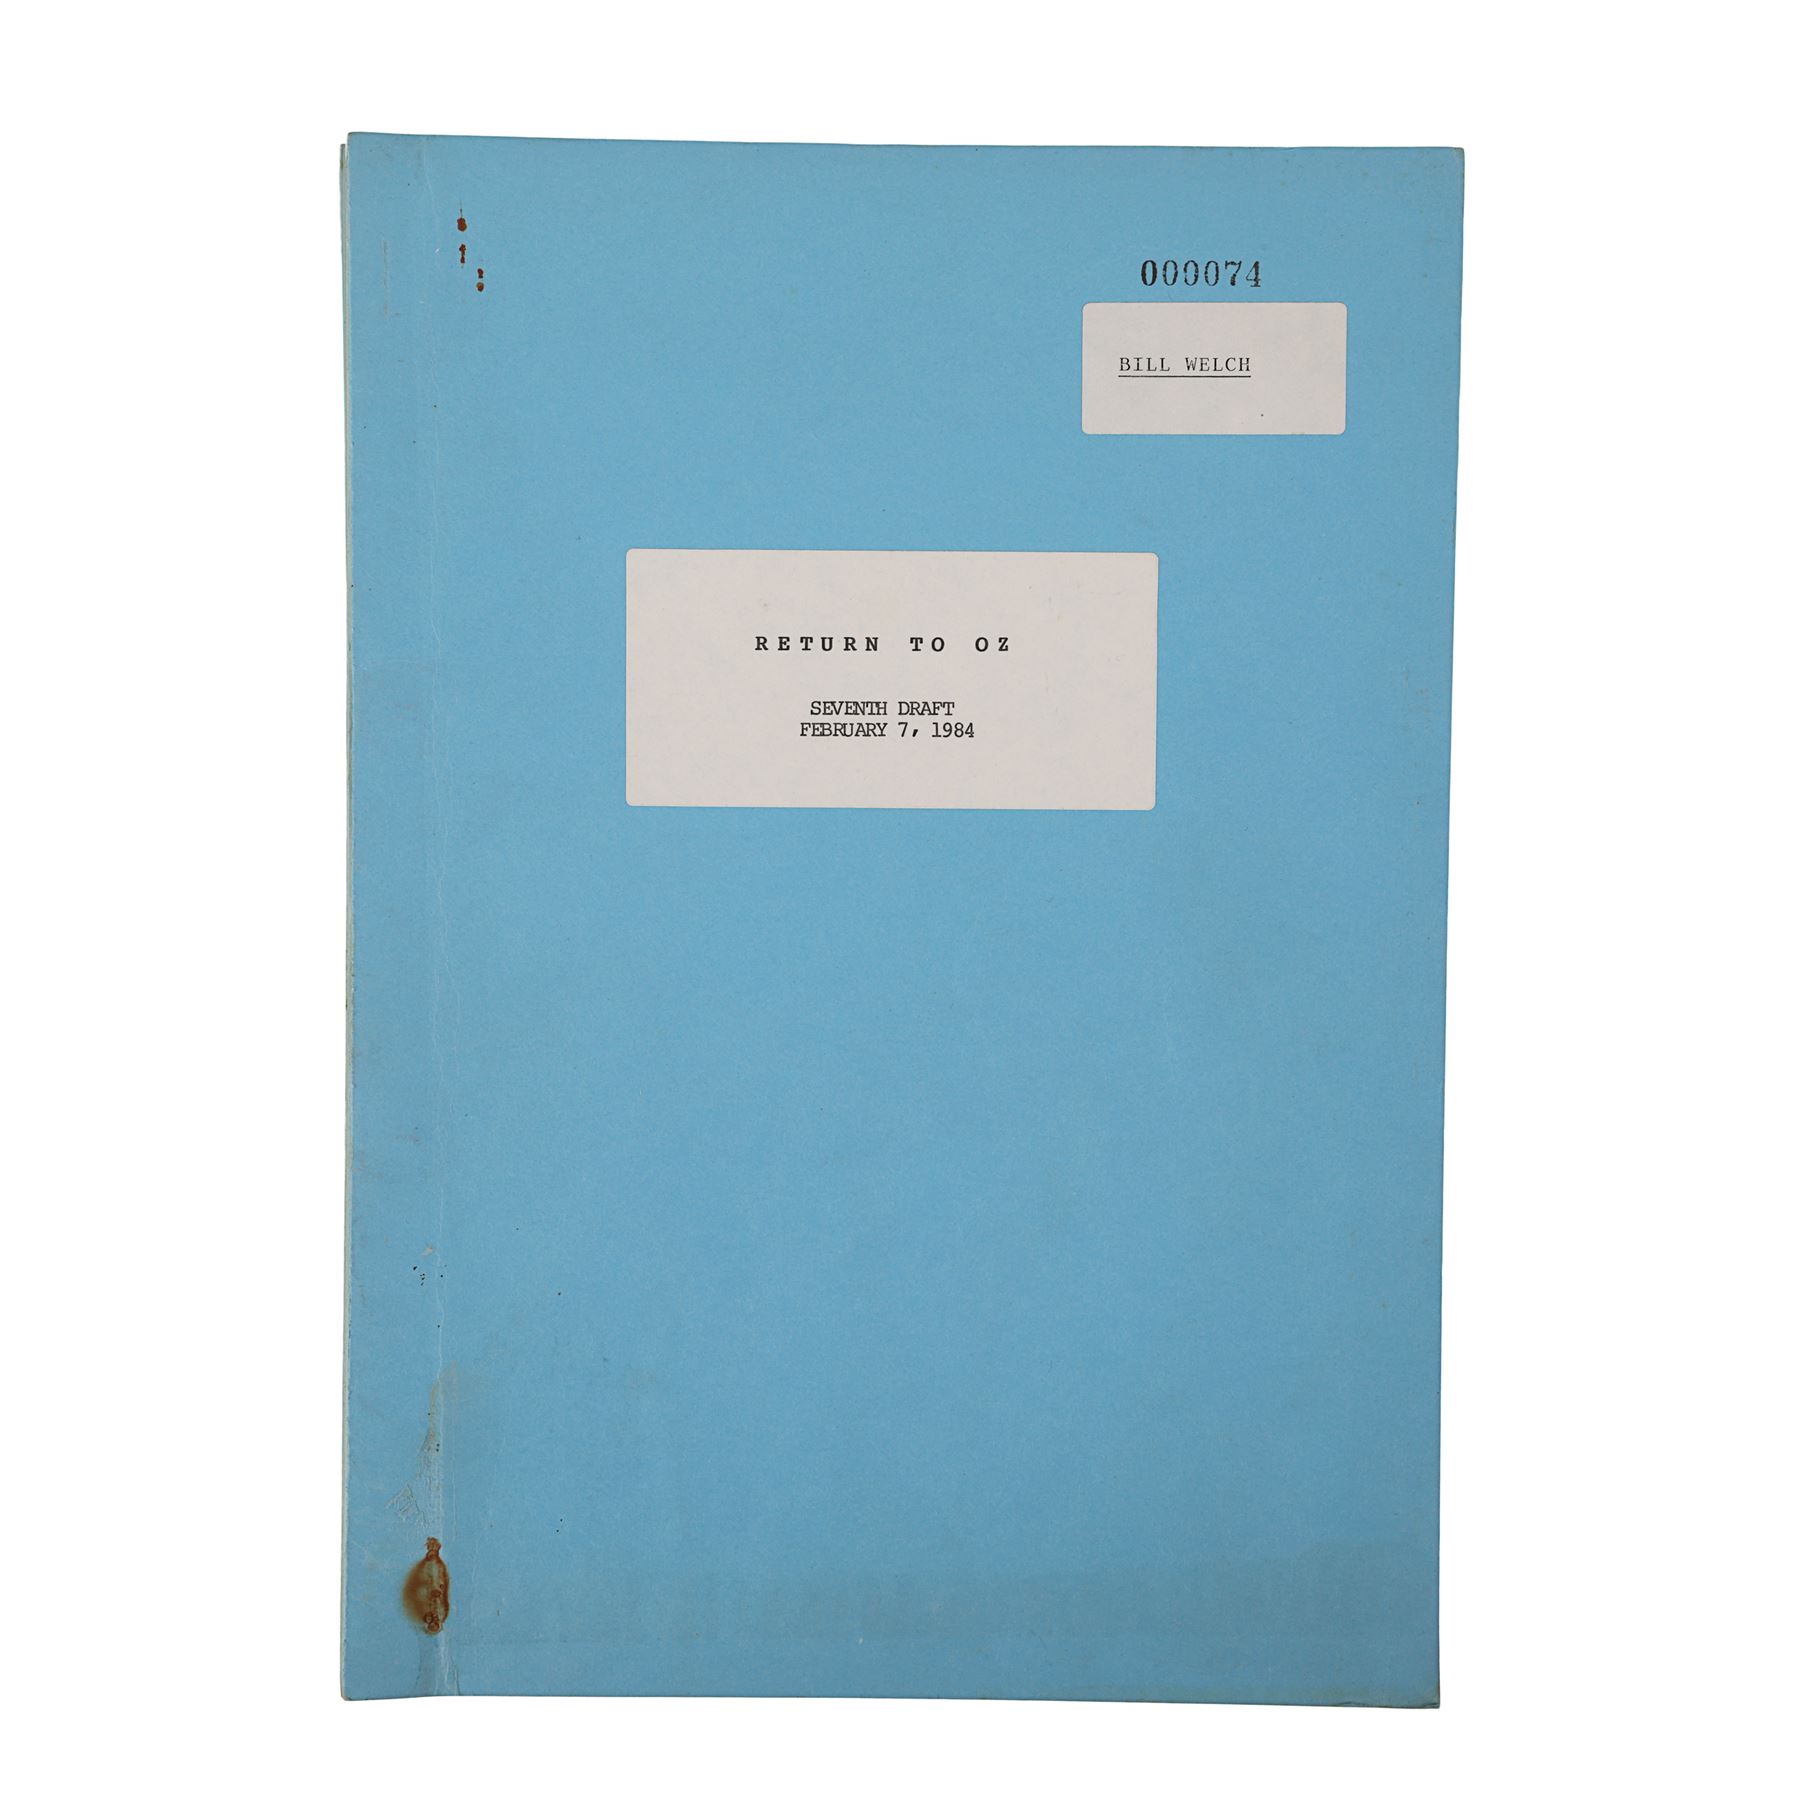 000074
BILL WELCH
RETURN TO OZ
SEVENTH DRAFT
FEBRUARY 7, 1984